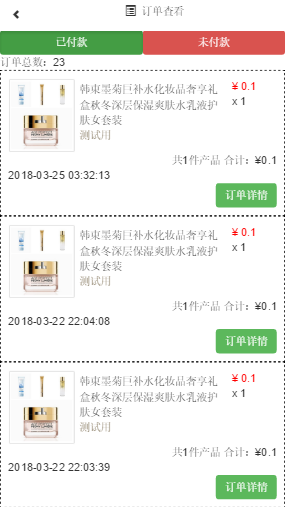 订单查看
已付款
未付款
订单总数：23
韩束墨菊巨补水化妆品奢享礼
盒秋冬深层保湿爽肤水乳液护
肤女套装
测试用
¥ 0.1
x 1
共1件产品 合计：¥0.1
2018-03-25 03:32:13
订单详情
韩束墨菊巨补水化妆品奢享礼
盒秋冬深层保湿爽肤水乳液护
肤女套装
测试用
¥ 0.1
x 1
共1件产品 合计：¥0.1
2018-03-22 22:04:08
订单详情
韩束墨菊巨补水化妆品奢享礼
盒秋冬深层保湿爽肤水乳液护
肤女套装
测试用
¥ 0.1
x 1
共1件产品 合计：¥0.1
2018-03-22 22:03:39
订单详情